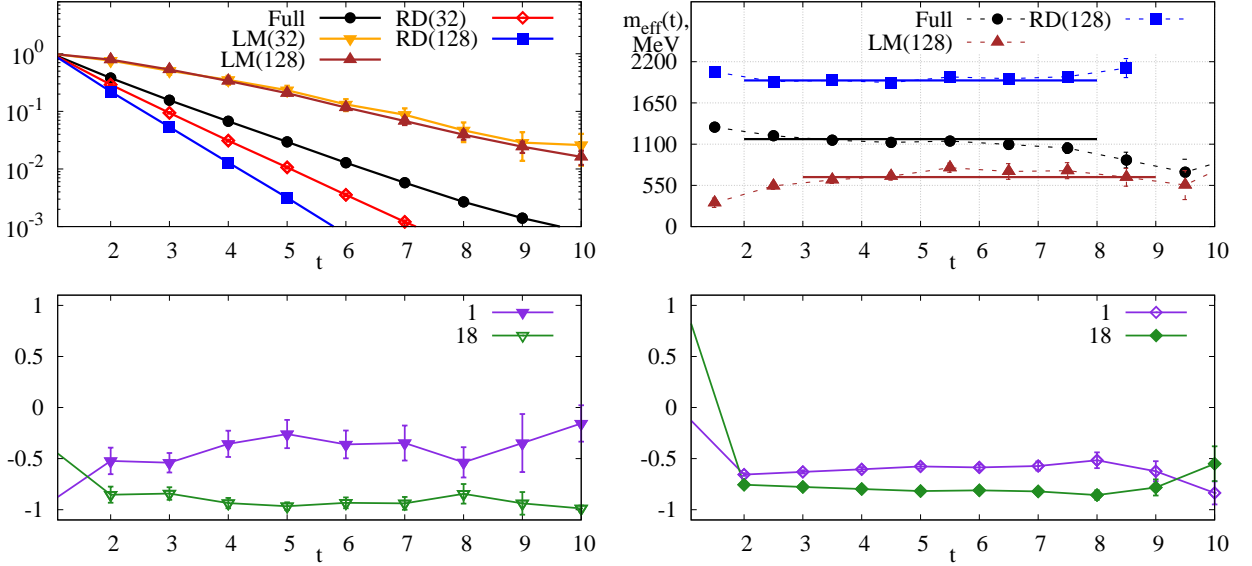 Full RD(32)
LM(32) RD(128)
LM(128)
10^0
10^-1
10^-2
10^-3
2 3 4 5 6 7 8 9 10
t
m_eff(t),
MeV
Full RD(128)
LM(128)
2200
1650
1100
550
0
2 3 4 5 6 7 8 9 10
t
1
18
1
0.5
0
-0.5
-1
2 3 4 5 6 7 8 9 10
t
1
18
1
0.5
0
-0.5
-1
2 3 4 5 6 7 8 9 10
t